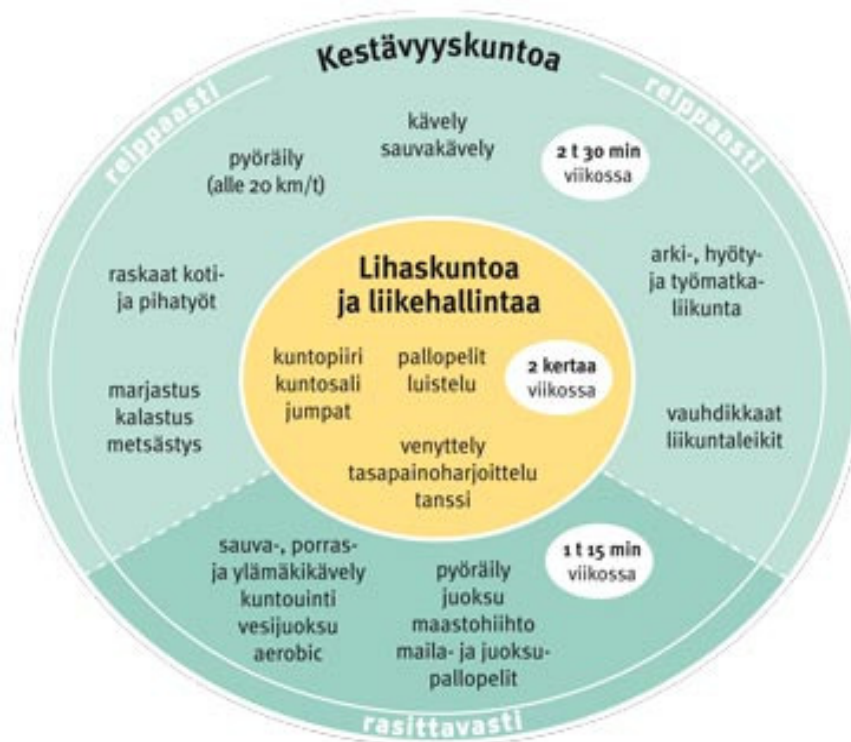 Kestävyyskuntoa
reippaasti
reippaasti
kävely
sauvakävely
2 t 30 min
viikossa
pyöräily
(alle 20 km/t)
raskaat koti-
ja pihatyöt
arki-, hyöty-
ja työmatka-
liikunta
marjastus
kalastus
metsästys
vauhdikkaat
liikuntaleikit
Lihaskuntoa
ja liikehallintaa
kuntopiiri
kuntosali
jumpat
pallopelit
luistelu
2 kertaa
viikossa
venyttely
tasapainoharjoittelu
tanssi
sauva-, porras-
ja ylämäkikävely
kuntouinti
vesijuoksu
aerobic
pyöräily
juoksu
maastohiihto
maila- ja juoksu-
pallopelit
1 t 15 min
viikossa
rasittavasti